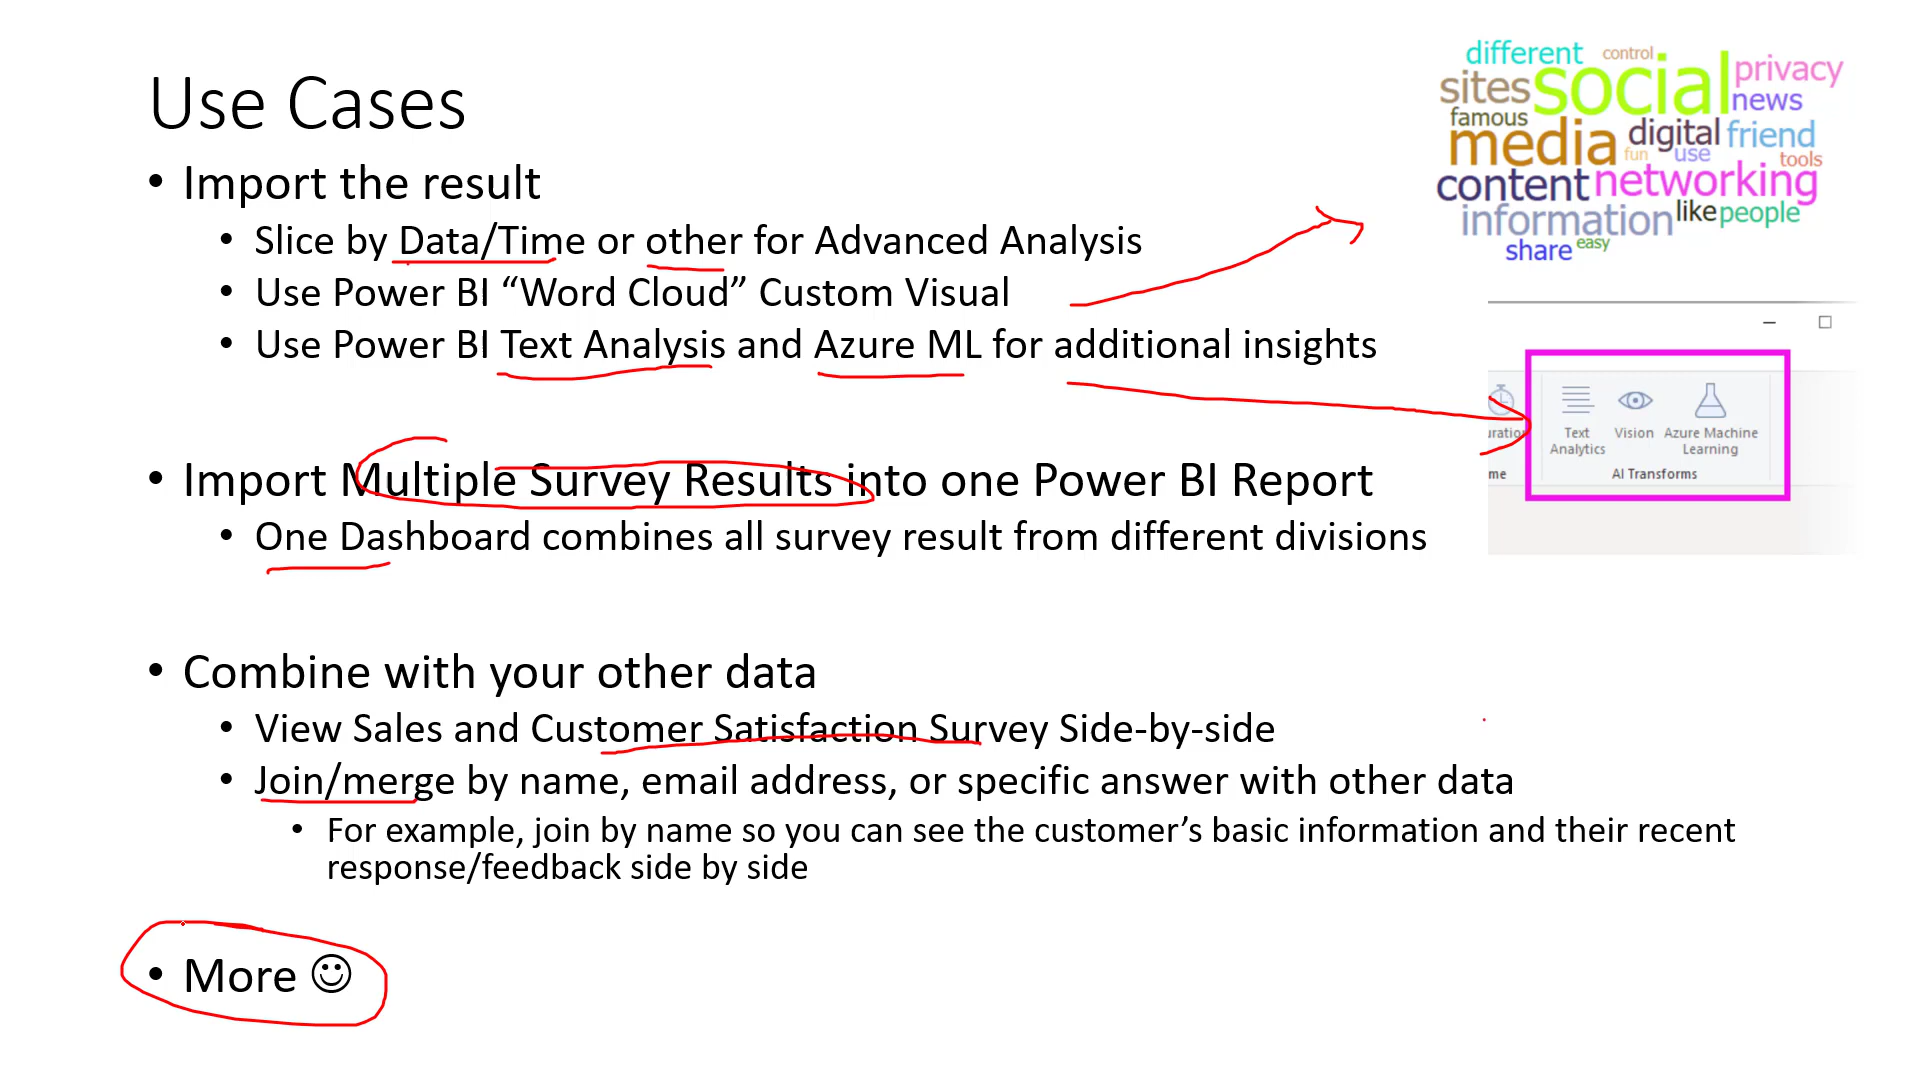 Use Cases
• Import the result
• Slice by Data/Time or other for Advanced Analysis
• Use Power BI “Word Cloud” Custom Visual
• Use Power BI Text Analysis and Azure ML for additional insights
• Import Multiple Survey Results into one Power BI Report
• One Dashboard combines all survey result from different divisions
• Combine with your other data
• View Sales and Customer Satisfaction Survey Side-by-side
• Join/merge by name, email address, or specific answer with other data
• For example, join by name so you can see the customer’s basic information and their recent
response/feedback side by side
• More ☺
different control
sites social privacy
news
famous
media digital friend
fun use tools
content networking
information like people
share easy
uration Text Vision Azure Machine
Analytics Learning
me AI Transforms